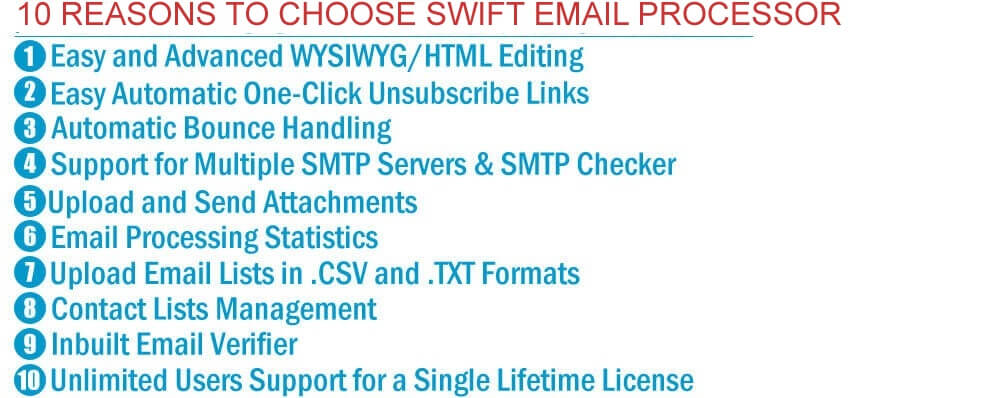 10 REASONS TO CHOOSE SWIFT EMAIL PROCESSOR
1 Easy and Advanced WYSIWYG/HTML Editing
2 Easy Automatic One-Click Unsubscribe Links
3 Automatic Bounce Handling
4 Support for Multiple SMTP Servers & SMTP Checker
5 Upload and Send Attachments
6 Email Processing Statistics
7 Upload Email Lists in .CSV and .TXT Formats
8 Contact Lists Management
9 Inbuilt Email Verifier
10 Unlimited Users Support for a Single Lifetime License